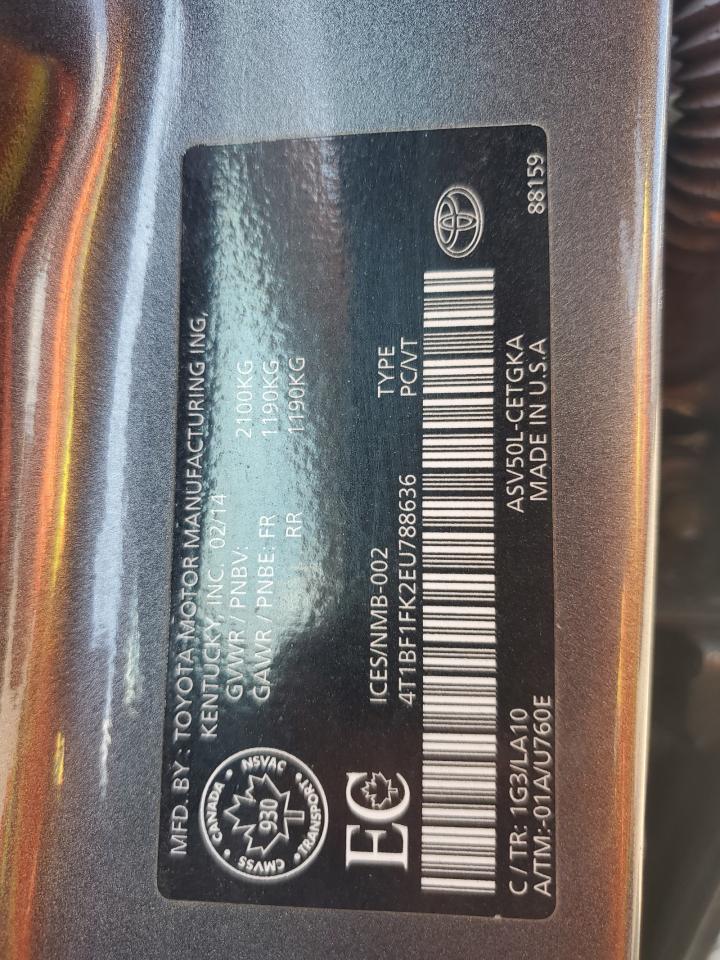 MFD. BY: TOYOTA MOTOR MANUFACTURING ING,
KENTUCKY, INC. 02/14
GVWR / PNBV: 2100KG
GAWR / PNBE: FR 1190KG
RR 1190KG
CANADA · NSVAC · TRANSPORT · CMVSS ·
930
T
EC
ICES/NMB-002 TYPE
4T1BF1FK2EU788636 PC/VT
C/TR: 1G3/LA10 ASV50L-CETGKA
A/TM:-01A/U760E MADE IN U.S.A 88159